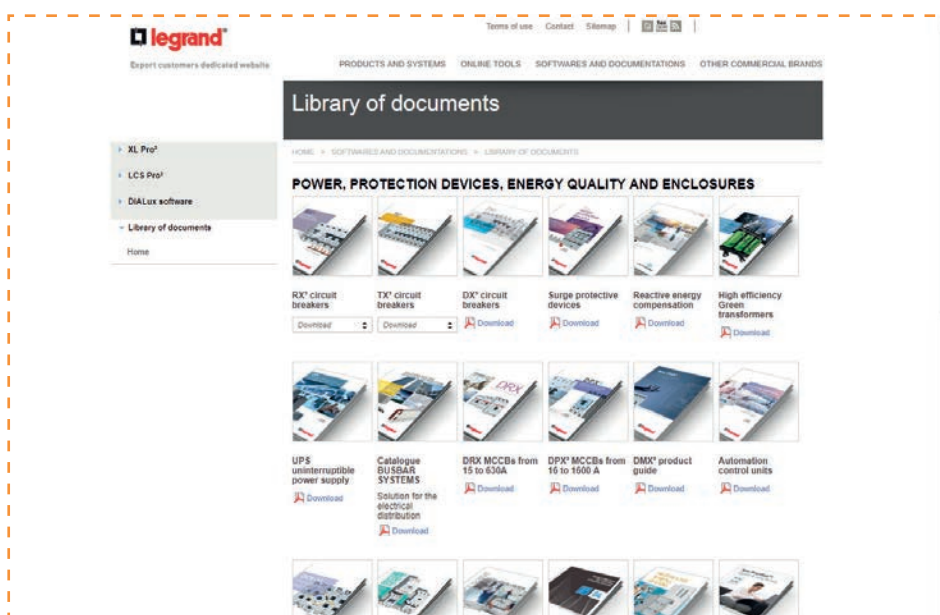 Terms of use Contact Sitemap
legrand®
Export customers dedicated website
PRODUCTS AND SYSTEMS ONLINE TOOLS SOFTWARES AND DOCUMENTATIONS OTHER COMMERCIAL BRANDS
Library of documents
XL Pro³
LCS Pro³
DIALux software
Library of documents
Home
HOME > SOFTWARES AND DOCUMENTATIONS > LIBRARY OF DOCUMENTS
POWER, PROTECTION DEVICES, ENERGY QUALITY AND ENCLOSURES
RX³ circuit
breakers
Download
TX³ circuit
breakers
Download
DX³ circuit
breakers
Download
Surge protective
devices
Download
Reactive energy
compensation
Download
High efficiency
Green
transformers
Download
DRX
DPX³
UPS
uninterruptible
power supply
Download
Catalogue
BUSBAR
SYSTEMS
Solution for the
electrical
distribution
Download
DRX MCCBs from
15 to 630A
Download
DPX³ MCCBs from
16 to 1600 A
Download
DMX³ product
guide
Download
Automation
control units
Download